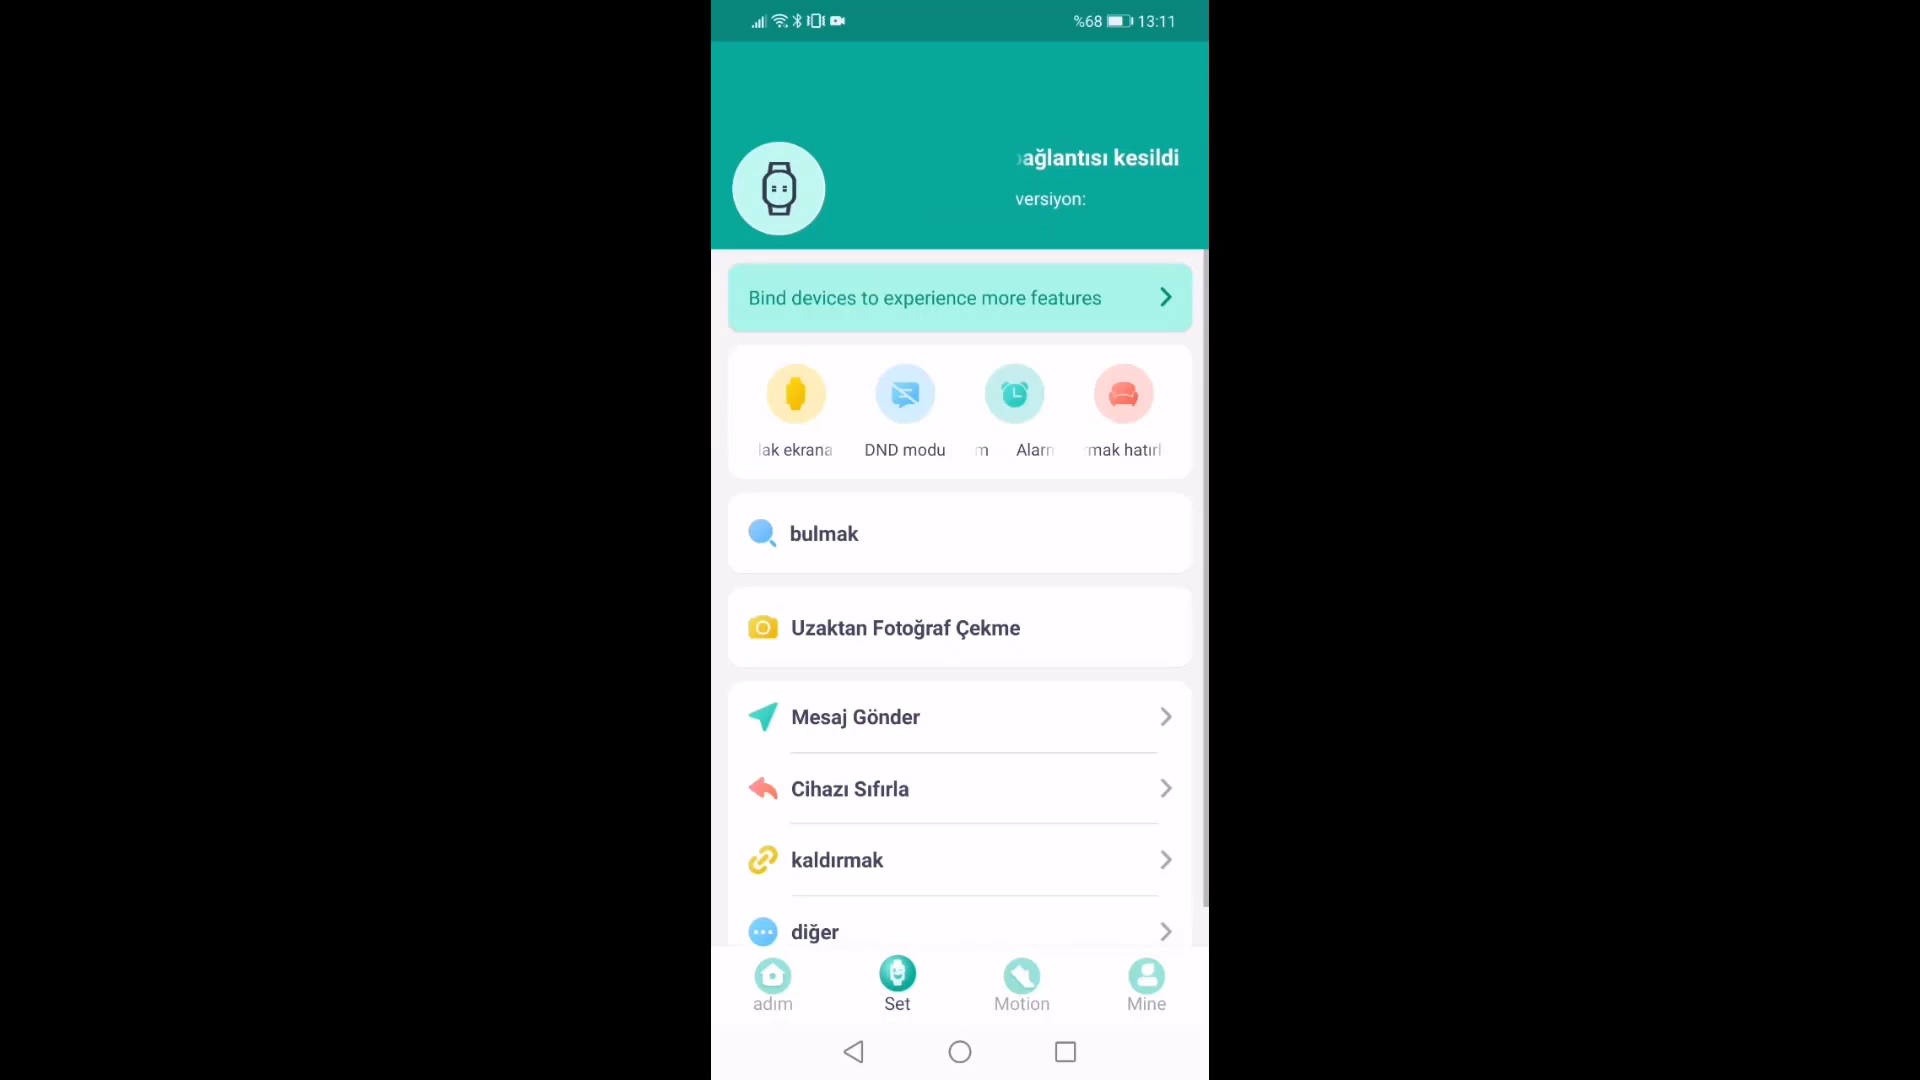 %68 13:11
ağlantısı kesildi
versiyon:
Bind devices to experience more features
lak ekrana DND modu m Alarn mak hatırl
bulmak
Uzaktan Fotoğraf Çekme
Mesaj Gönder
Cihazı Sıfırla
kaldırmak
diğer
adım Set Motion Mine